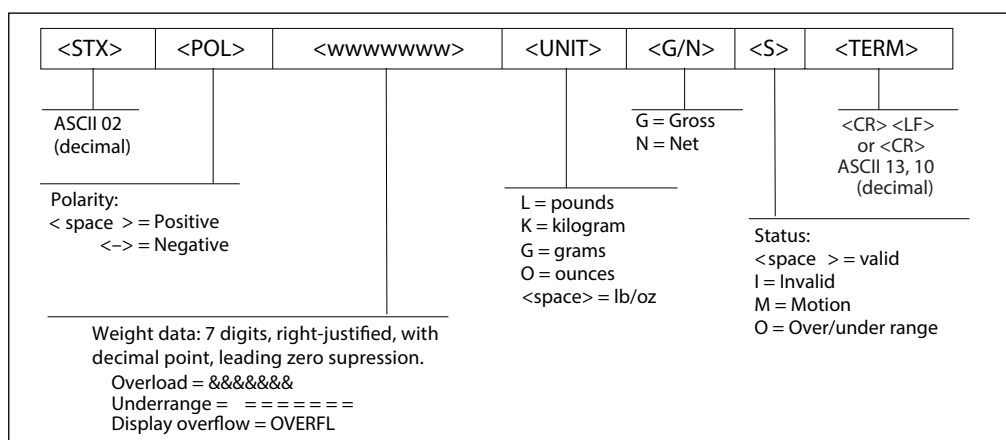 <STX> <POL> <wwwwwww> <UNIT> <G/N> <S> <TERM>
ASCII 02
(decimal)
Polarity:
< space > = Positive
<–> = Negative
Weight data: 7 digits, right-justified, with
decimal point, leading zero supression.
Overload = &&&&&&&
Underrange = = = = = = = =
Display overflow = OVERFL
L = pounds
K = kilogram
G = grams
O = ounces
<space> = lb/oz
G = Gross
N = Net
Status:
<space > = valid
I = Invalid
M = Motion
O = Over/under range
<CR> <LF>
or <CR>
ASCII 13, 10
(decimal)